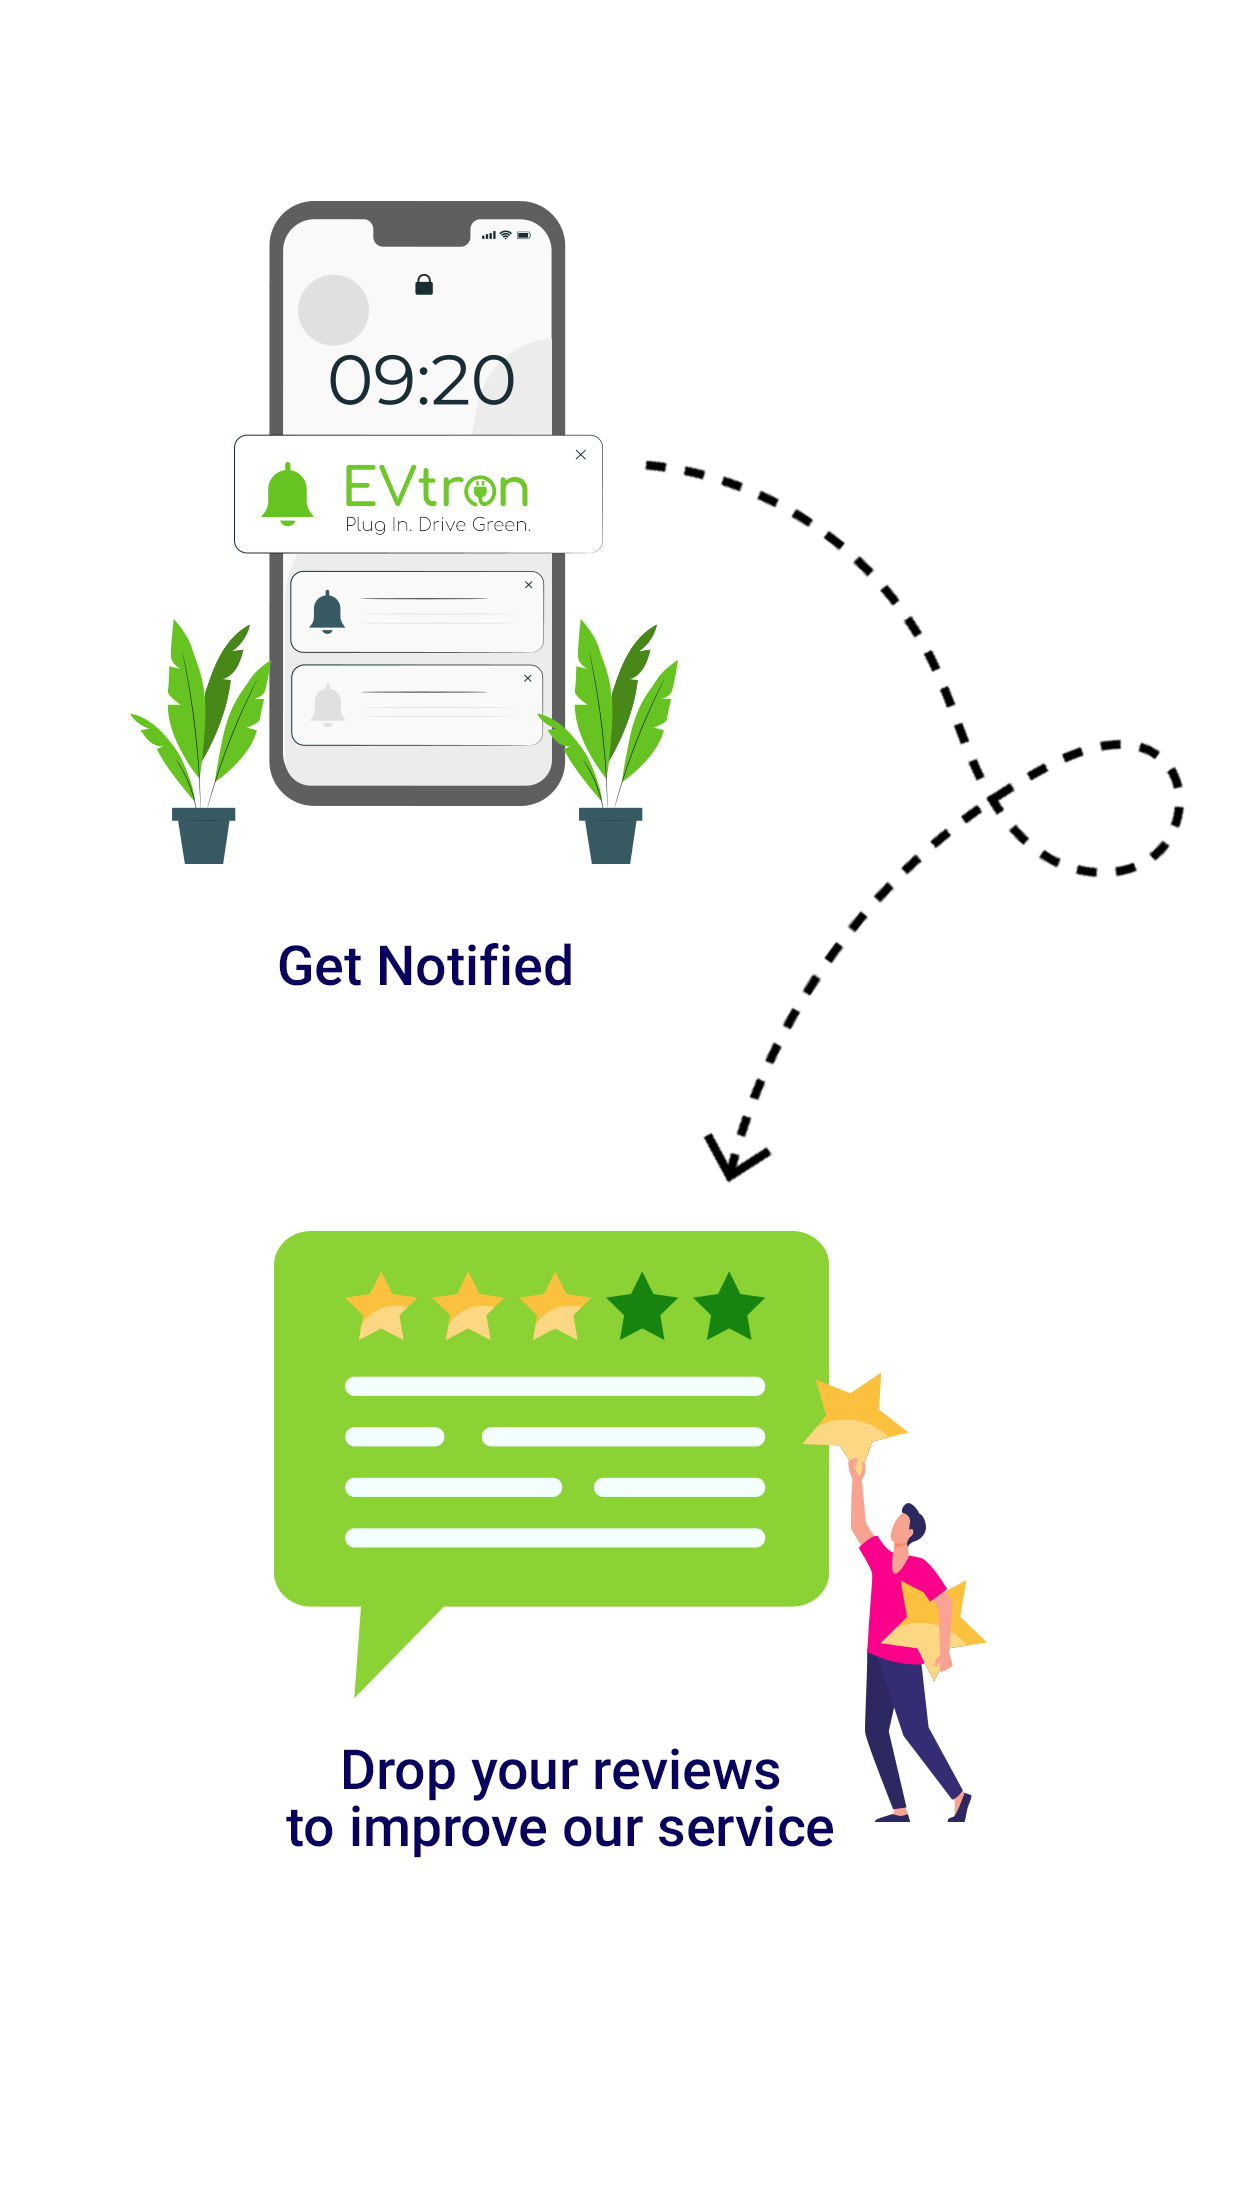 09:20
EVtron
Plug In. Drive Green.
Get Notified
Drop your reviews
to improve our service